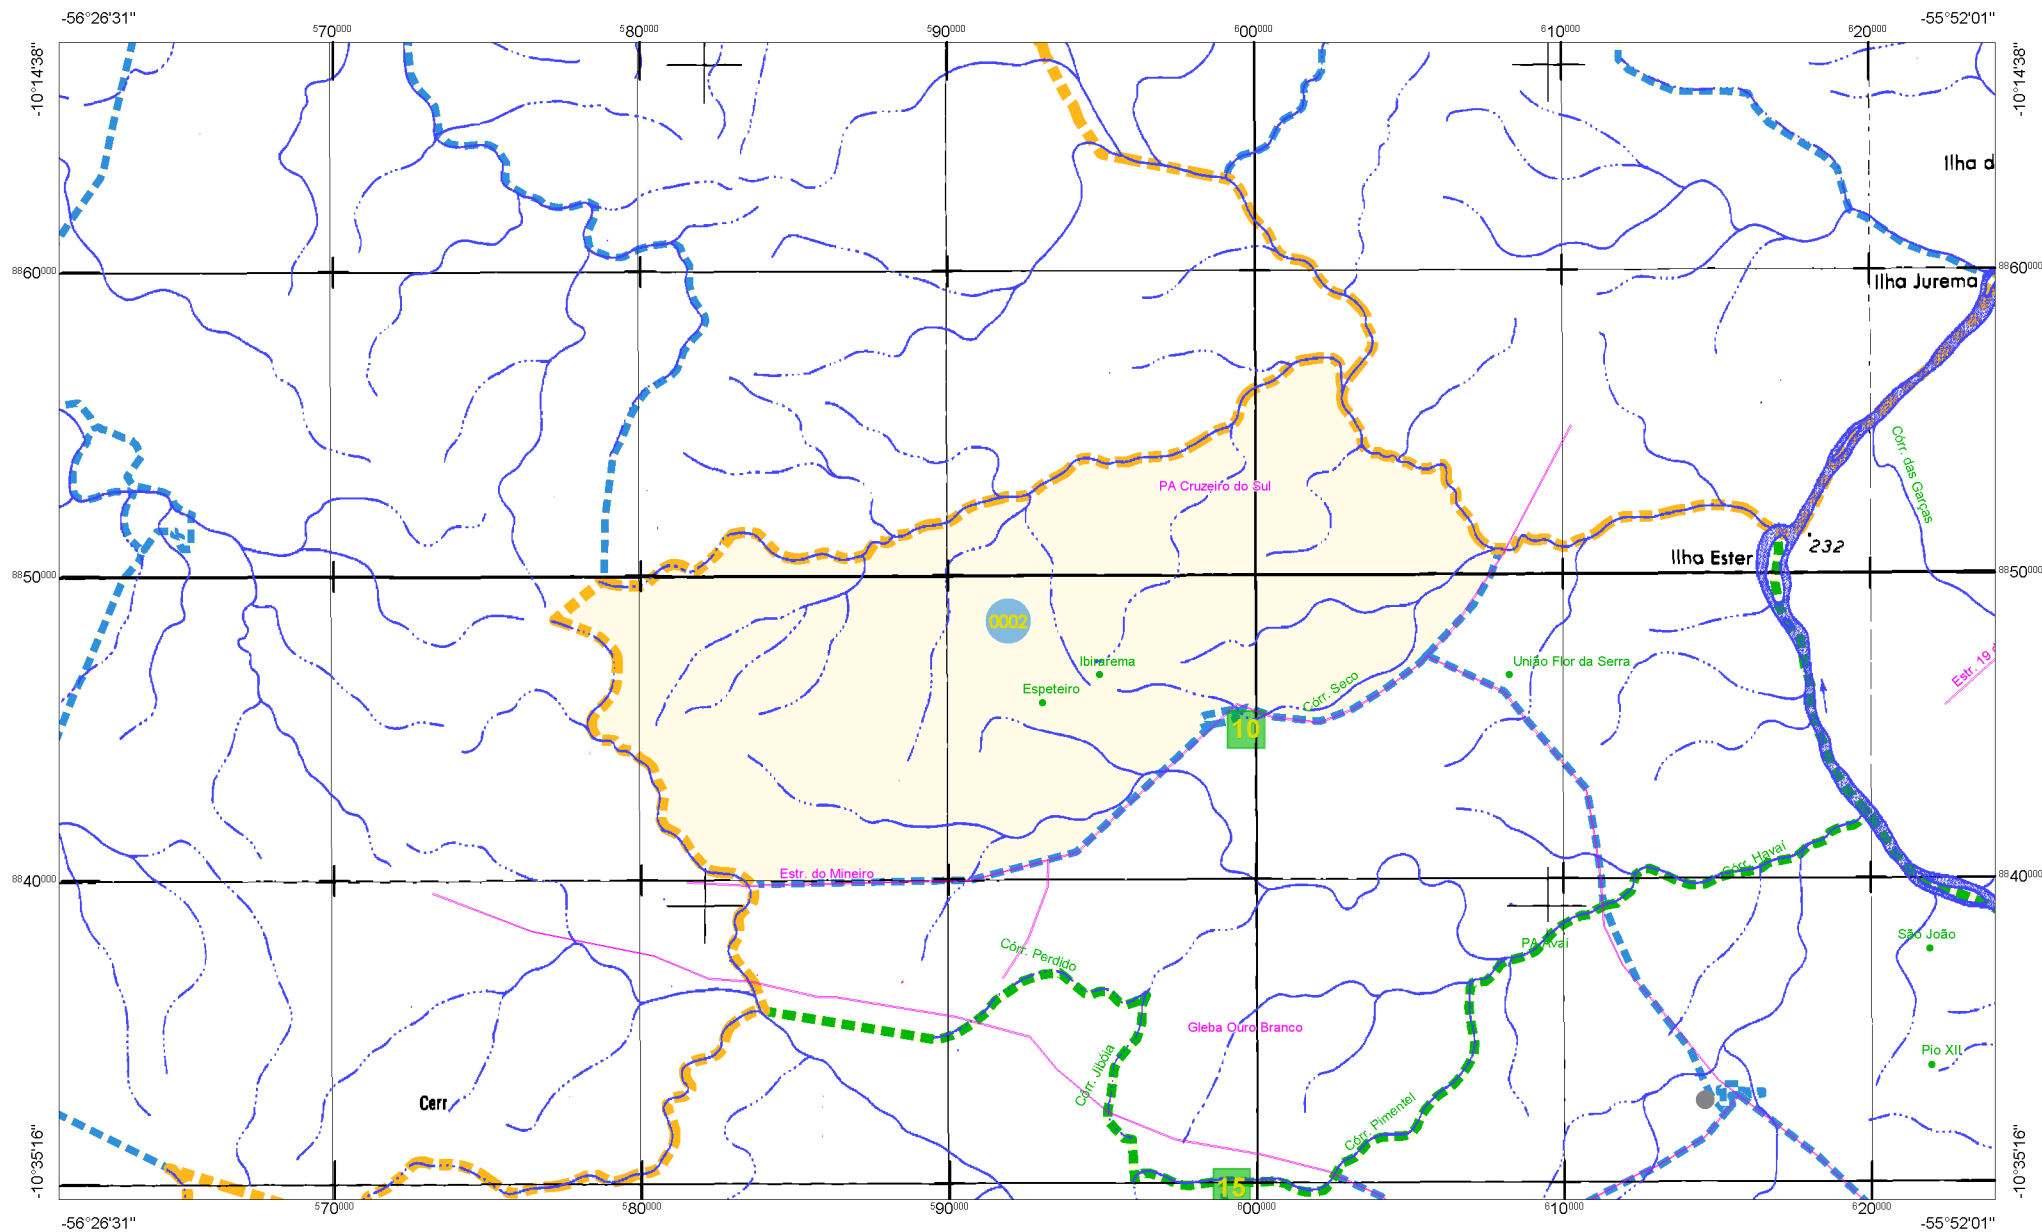 -56°26'31"
-55°52'01"
570000
580000
590000
600000
610000
620000
-10°14'38"
-10°14'38"
Ilha d
8860000
8860000
Ilha Jurema
Córr. das Garças
PA Cruzeiro do Sul
232
Ilha Ester
8850000
8850000
0002
Ibirarema
União Flor da Serra
Estr. 19 d
Espeteiro
Córr. Seco
10
Córr. Havaí
Estr. do Mineiro
8840000
8840000
São João
PA Avaí
Córr. Perdido
Gleba Ouro Branco
Pio XII
Córr. Jibóia
Cerr
Córr. Pimentel
-10°35'16"
-10°35'16"
15
570000
580000
590000
600000
610000
620000
-56°26'31"
-55°52'01"